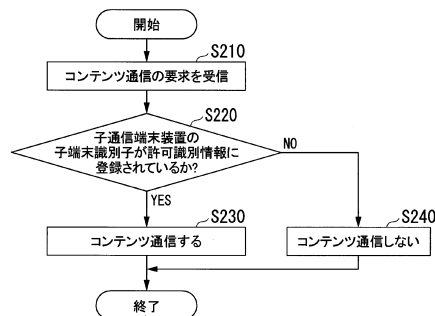 開始
S210
コンテンツ通信の要求を受信
S220
子通信端末装置の
子端末識別子が許可識別情報に
登録されているか?
NO
YES
S230
コンテンツ通信する
S240
コンテンツ通信しない
終了